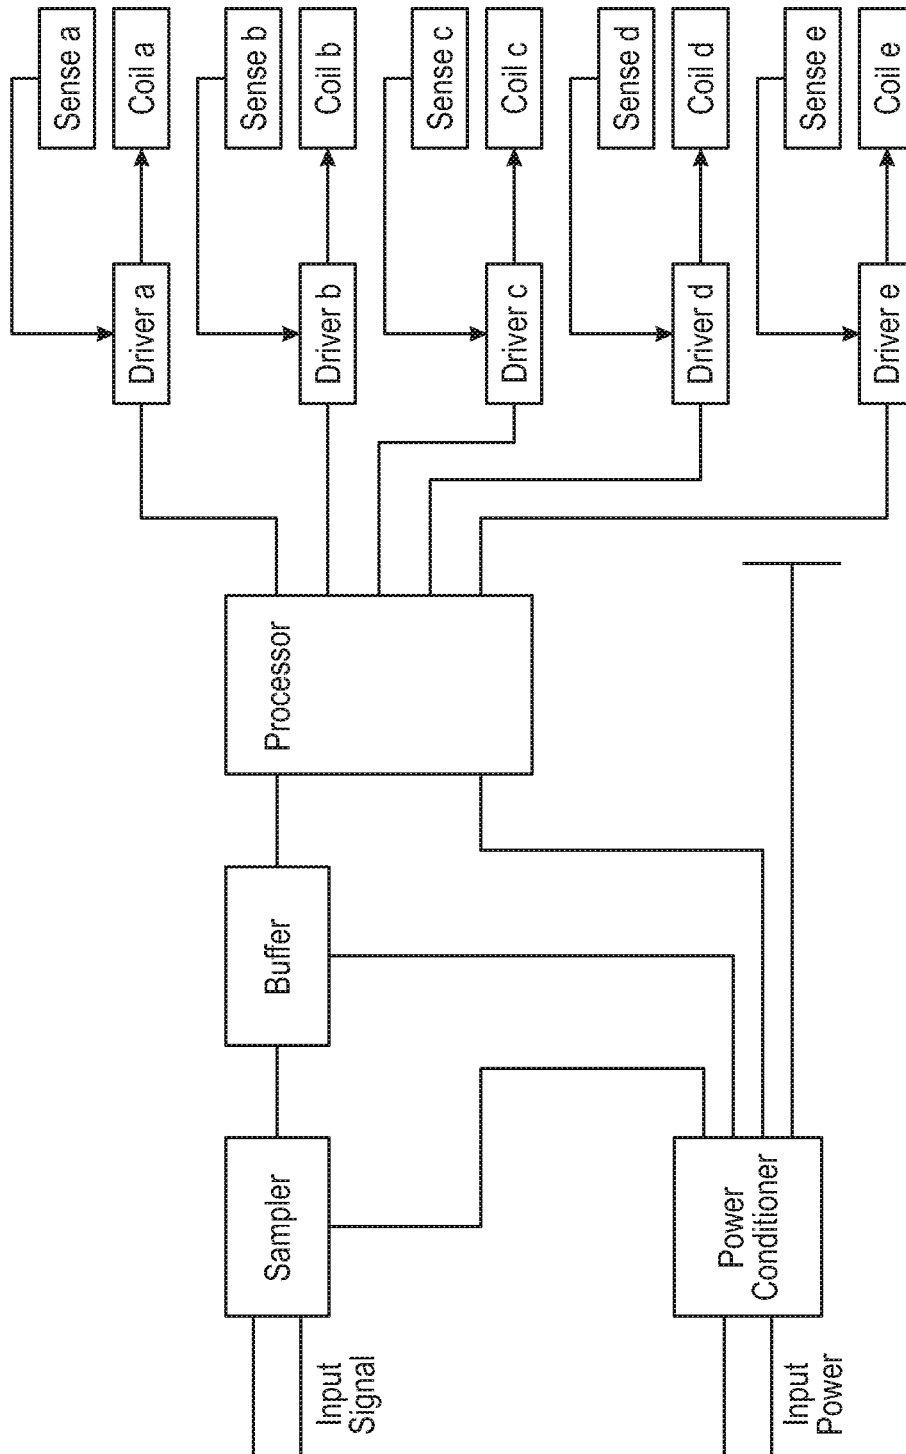 Sense a
Coil a
Sense b
Coil b
Sense c
Coil c
Sense d
Coil d
Sense e
Coil e
Driver a
Driver b
Driver c
Driver d
Driver e
Processor
Buffer
Sampler
Power
Conditioner
Input
Signal
Input
Power